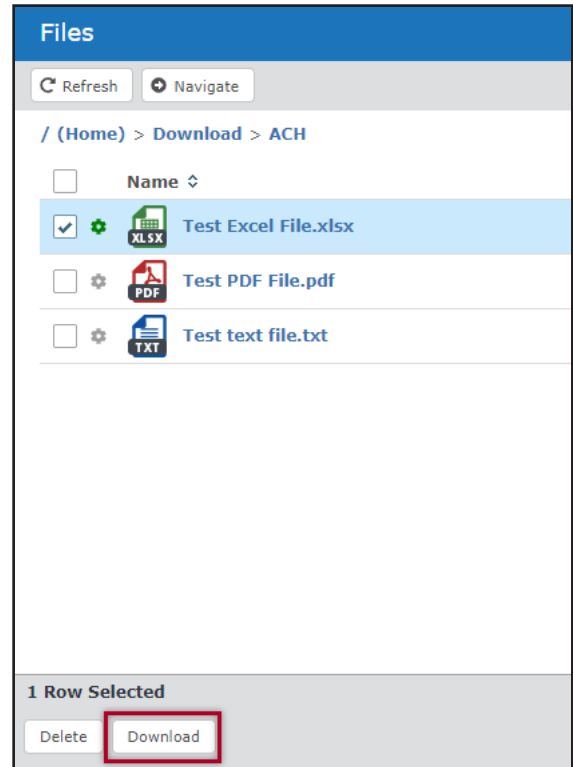 Files
Refresh Navigate
/ (Home) > Download > ACH
Name
XLSX Test Excel File.xlsx
PDF Test PDF File.pdf
TXT Test text file.txt
1 Row Selected
Delete Download